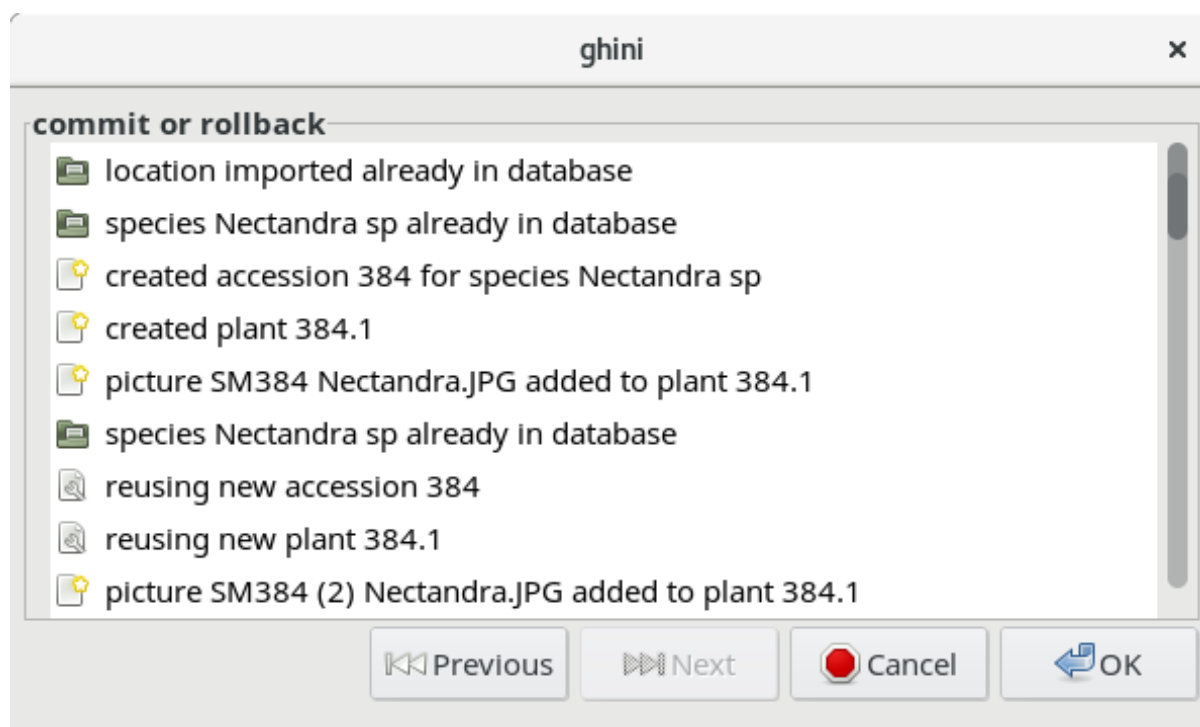 ghini
commit or rollback
location imported already in database
species Nectandra sp already in database
created accession 384 for species Nectandra sp
created plant 384.1
picture SM384 Nectandra.JPG added to plant 384.1
species Nectandra sp already in database
reusing new accession 384
reusing new plant 384.1
picture SM384 (2) Nectandra.JPG added to plant 384.1
Previous Next Cancel OK